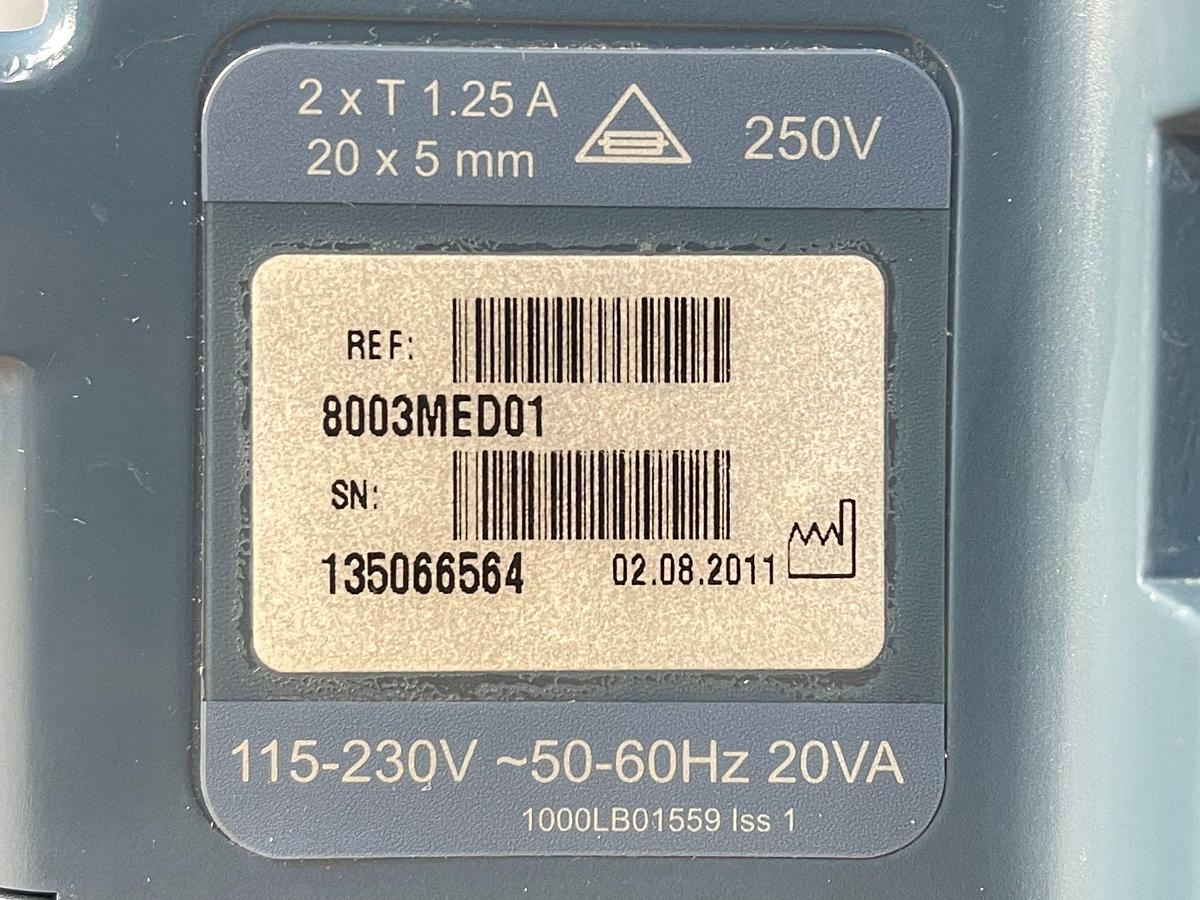 2 x T 1.25 A
20 x 5 mm
250V
REF:
8003MED01
SN:
135066564 02.08.2011
115-230V ~50-60Hz 20VA
1000LB01559 Iss 1